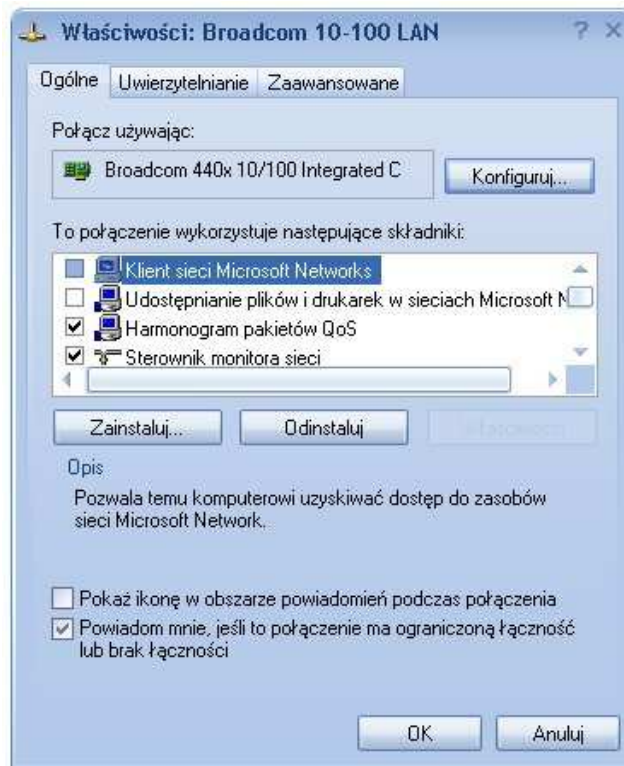 Właściwości: Broadcom 10-100 LAN
Ogólne Uwierzytelnianie Zaawansowane
Połącz używając:
Broadcom 440x 10/100 Integrated C
Konfiguruj...
To połączenie wykorzystuje następujące składniki:
Klient sieci Microsoft Networks
Udostępnianie plików i drukarek w sieciach Microsoft N
Harmonogram pakietów QoS
Sterownik monitora sieci
Zainstaluj... Odinstaluj
Opis
Pozwala temu komputerowi uzyskiwać dostęp do zasobów
sieci Microsoft Network.
Pokaż ikonę w obszarze powiadomień podczas połączenia
Powiadom mnie, jeśli to połączenie ma ograniczoną łączność
lub brak łączności
OK Anuluj